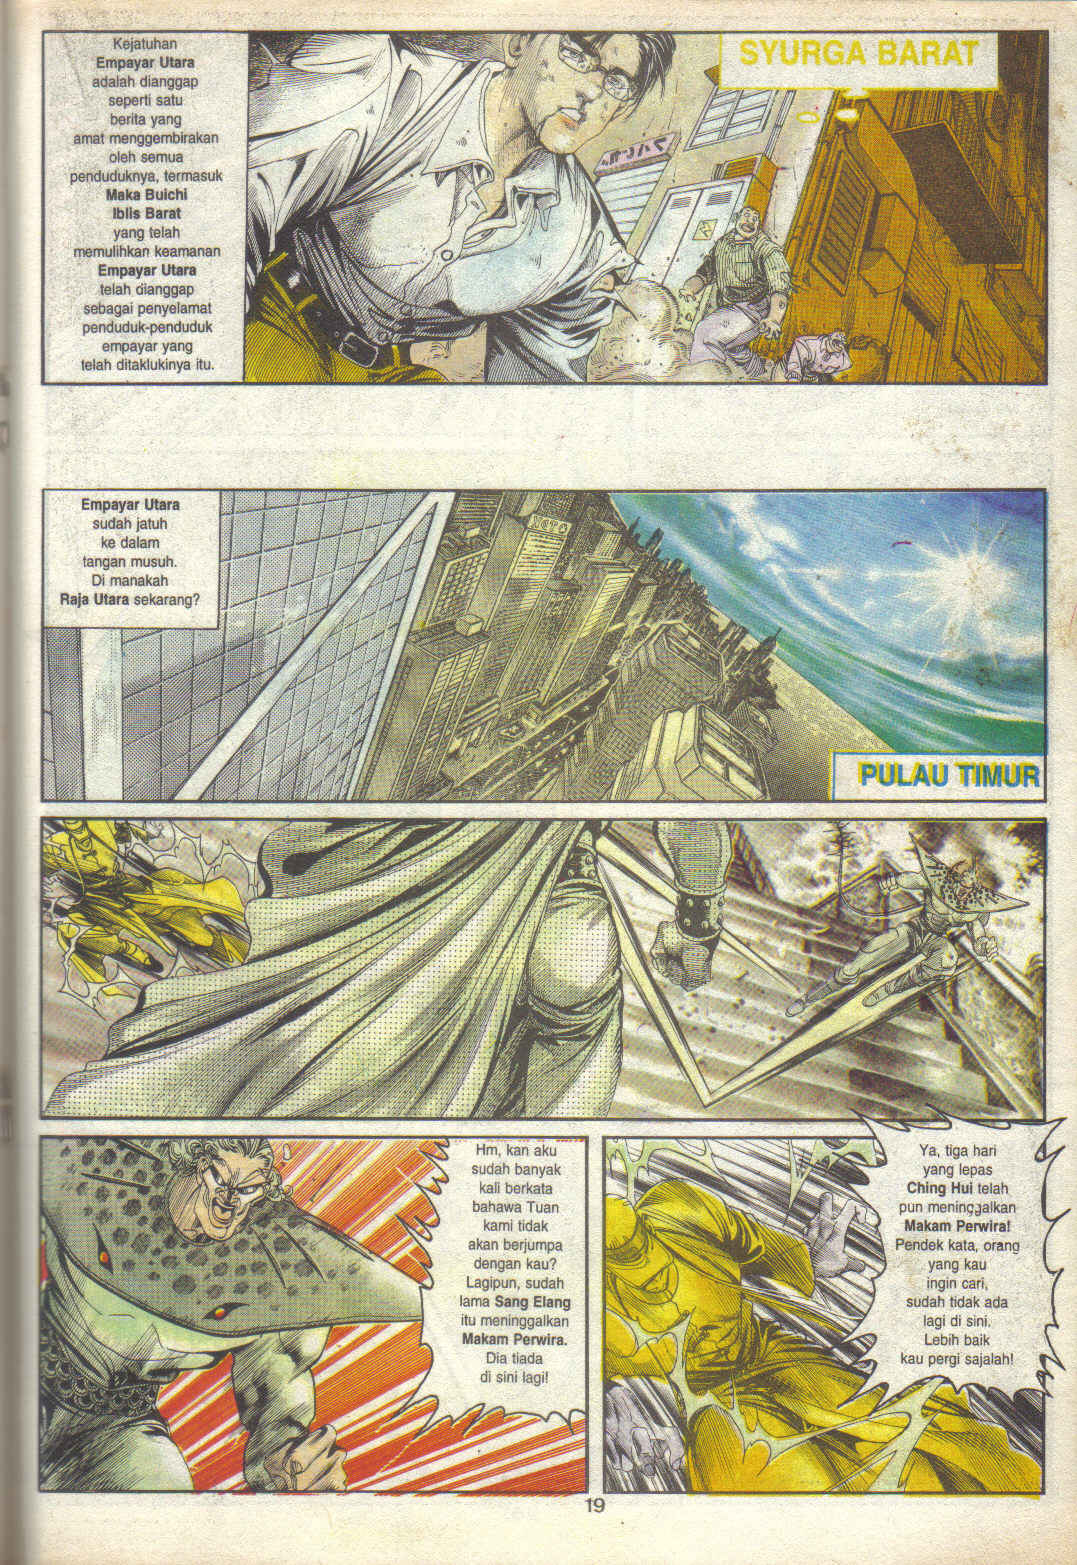 SYURGA BARAT
Kejatuhan
Empayar Utara
adalah dianggap
seperti satu
berita yang
amat menggembirakan
oleh semua
penduduknya, termasuk
Maka Buichi
Iblis Barat
yang telah
memulihkan keamanan
Empayar Utara
telah dianggap
sebagai penyelamat
penduduk-penduduk
empayar yang
telah ditaklukinya itu.
Empayar Utara
sudah jatuh
ke dalam
tangan musuh.
Di manakah
Raja Utara sekarang?
PULAU TIMUR
Hm, kan aku
sudah banyak
kali berkata
bahawa Tuan
kami tidak
akan berjumpa
dengan kau?
Lagipun, sudah
lama Sang Elang
itu meninggalkan
Makam Perwira.
Dia tiada
di sini lagi!
Ya, tiga hari
yang lepas
Ching Hui telah
pun meninggalkan
Makam Perwira!
Pendek kata, orang
yang kau
ingin cari,
sudah tidak ada
lagi di sini.
Lebih baik
kau pergi sajalah!
19